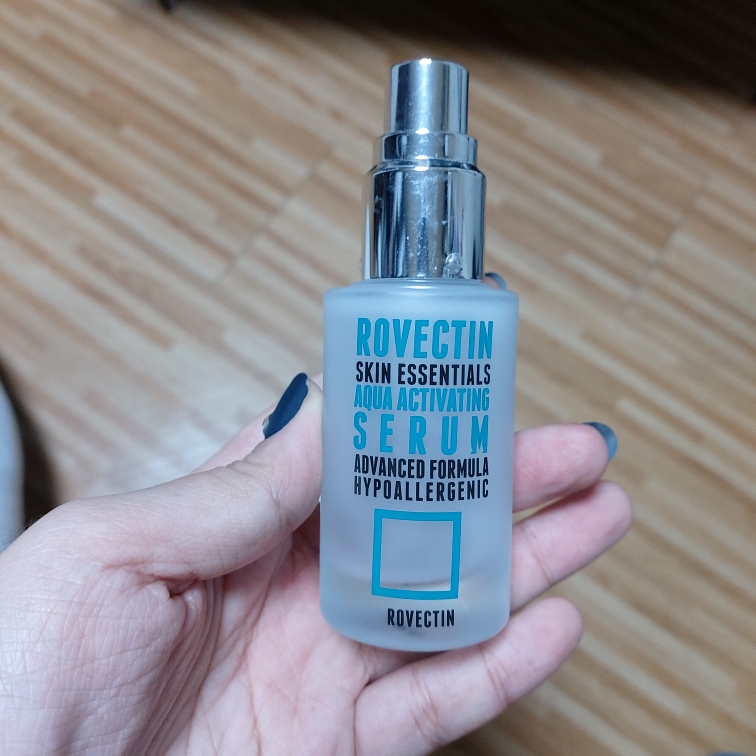 ROVECTIN
SKIN ESSENTIALS
AQUA ACTIVATING
SERUM
ADVANCED FORMULA
HYPOALLERGENIC
ROVECTIN